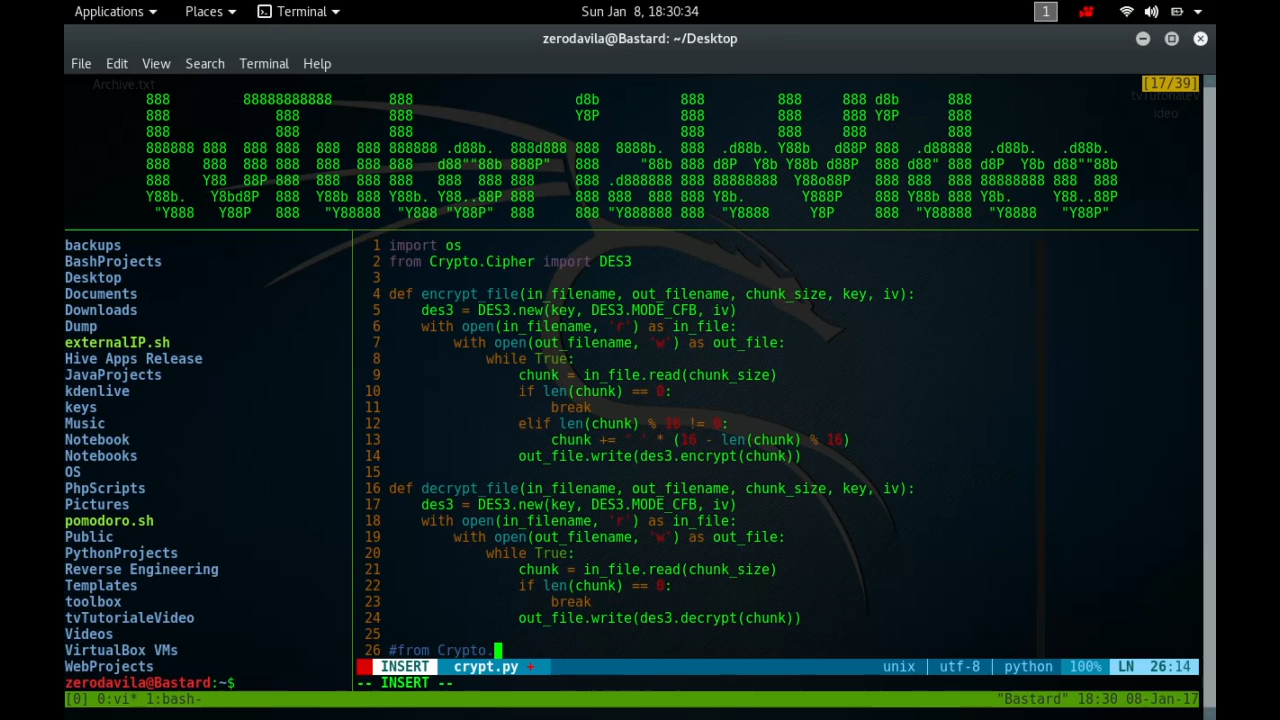 Applications Places Terminal Sun Jan 8, 18:30:34 1
zerodavila@Bastard: ~/Desktop
File Edit View Search Terminal Help
Archive.txt
[17/39]
tvTutorialeV
ideo
tvTutorialeVideo
backups
BashProjects
Desktop
Documents
Downloads
Dump
externalIP.sh
Hive Apps Release
JavaProjects
kdenlive
keys
Music
Notebook
Notebooks
OS
PhpScripts
Pictures
pomodoro.sh
Public
PythonProjects
Reverse Engineering
Templates
toolbox
tvTutorialeVideo
Videos
VirtualBox VMs
WebProjects
zerodavila@Bastard:~$
1 import os
2 from Crypto.Cipher import DES3
3
4 def encrypt_file(in_filename, out_filename, chunk_size, key, iv):
5     des3 = DES3.new(key, DES3.MODE_CFB, iv)
6     with open(in_filename, 'r') as in_file:
7         with open(out_filename, 'w') as out_file:
8             while True:
9                 chunk = in_file.read(chunk_size)
10                 if len(chunk) == 0:
11                     break
12                 elif len(chunk) % 16 != 0:
13                     chunk += ' ' * (16 - len(chunk) % 16)
14                 out_file.write(des3.encrypt(chunk))
15
16 def decrypt_file(in_filename, out_filename, chunk_size, key, iv):
17     des3 = DES3.new(key, DES3.MODE_CFB, iv)
18     with open(in_filename, 'r') as in_file:
19         with open(out_filename, 'w') as out_file:
20             while True:
21                 chunk = in_file.read(chunk_size)
22                 if len(chunk) == 0:
23                     break
24                 out_file.write(des3.decrypt(chunk))
25
26 #from Crypto.
INSERT crypt.py + unix | utf-8 | python 100% LN 26:14
-- INSERT --
[0] 0:vi* 1:bash- "Bastard" 18:30 08-Jan-17